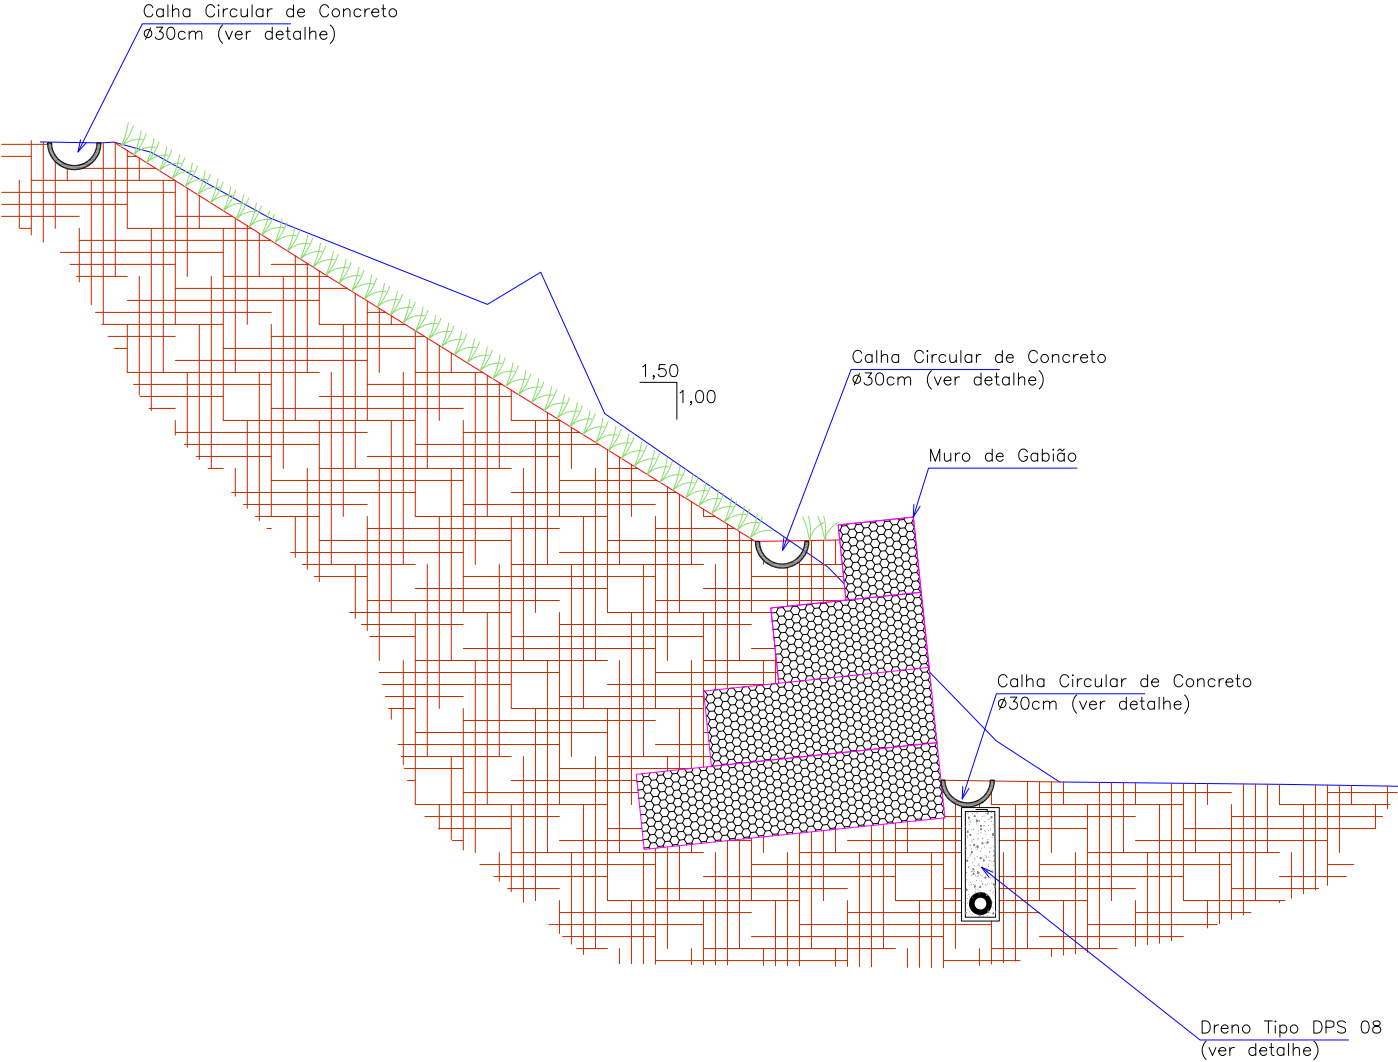 Calha Circular de Concreto
ø30cm (ver detalhe)
1,50
1,00
Calha Circular de Concreto
ø30cm (ver detalhe)
Muro de Gabião
Calha Circular de Concreto
ø30cm (ver detalhe)
Dreno Tipo DPS 08
(ver detalhe)